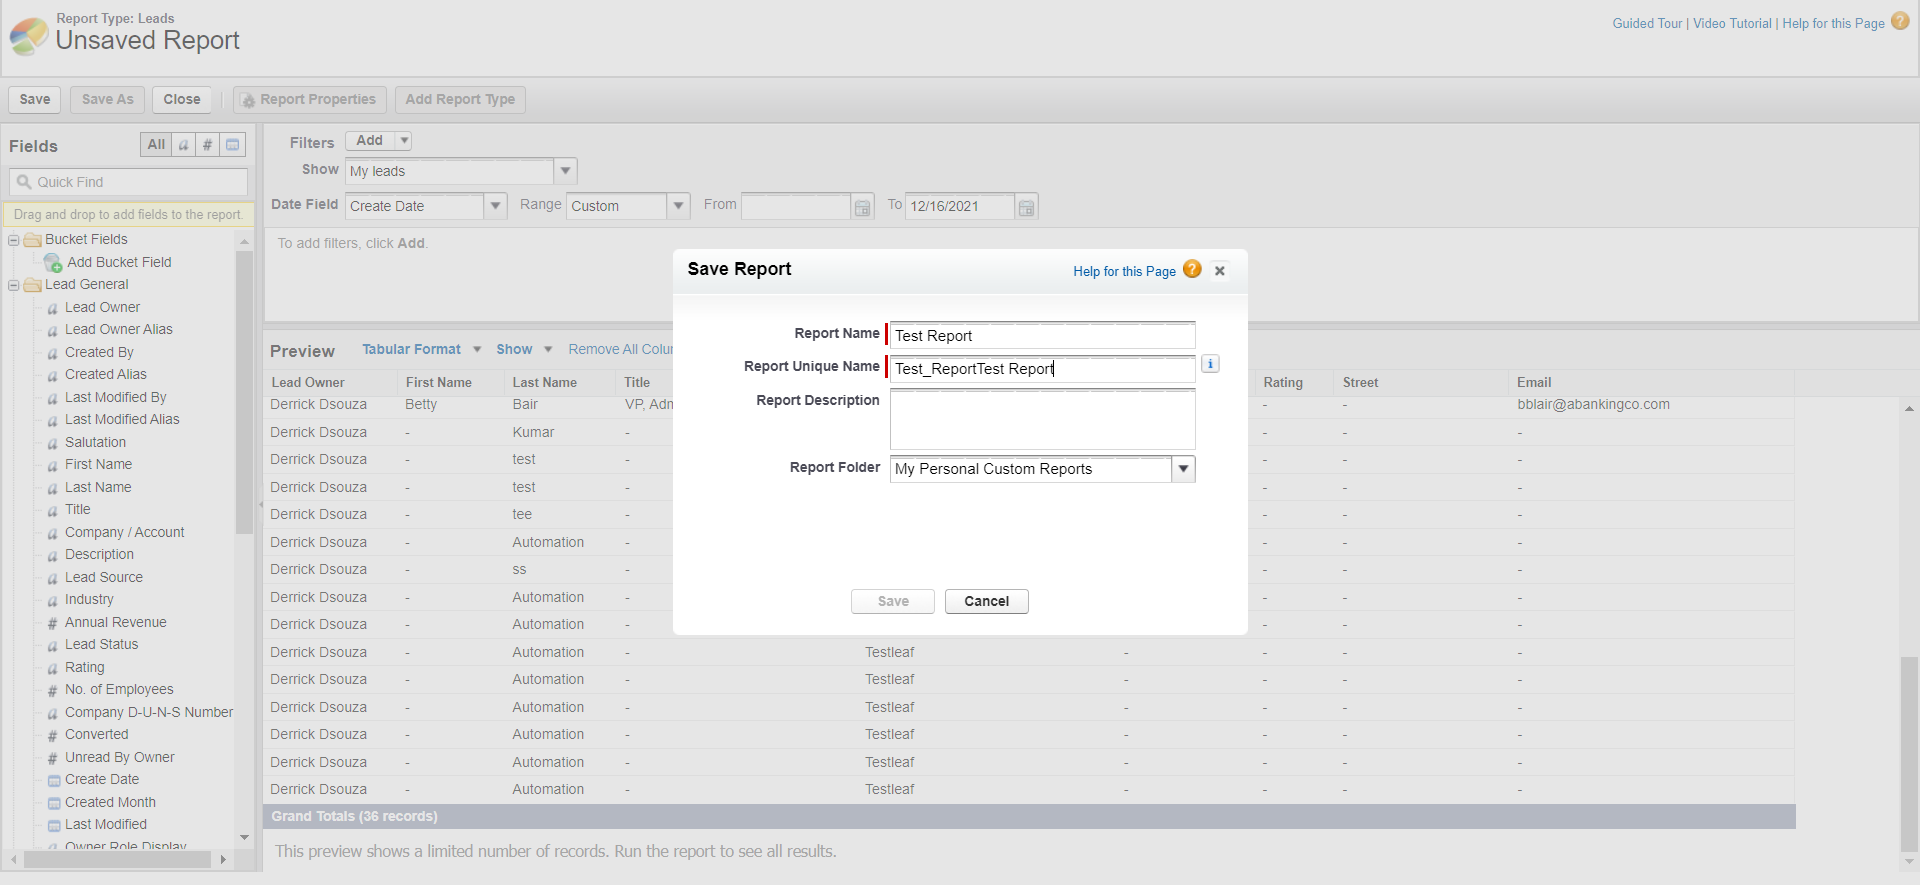 Report Type: Leads
Unsaved Report
Guided Tour | Video Tutorial | Help for this Page ?
Save
Save As
Close
Report Properties
Add Report Type
Fields
All
a
#
Quick Find
Drag and drop to add fields to the report.
Bucket Fields
Add Bucket Field
Lead General
a Lead Owner
a Lead Owner Alias
a Created By
a Created Alias
a Last Modified By
a Last Modified Alias
a Salutation
a First Name
a Last Name
a Title
a Company / Account
a Description
a Lead Source
a Industry
# Annual Revenue
a Lead Status
a Rating
# No. of Employees
a Company D-U-N-S Number
# Converted
# Unread By Owner
Create Date
Created Month
Last Modified
Owner Role Display
Filters Add
Show My leads
Date Field Create Date Range Custom From To 12/16/2021
To add filters, click Add.
Preview Tabular Format Show Remove All Colu
Lead Owner First Name Last Name Title Rating Street Email
Derrick Dsouza Betty Bair VP, Adm - - bblair@abankingco.com
Derrick Dsouza - Kumar - - - -
Derrick Dsouza - test - - - -
Derrick Dsouza - test - - - -
Derrick Dsouza - tee - - - -
Derrick Dsouza - Automation - - - -
Derrick Dsouza - ss - - - -
Derrick Dsouza - Automation - - - -
Derrick Dsouza - Automation - - - -
Derrick Dsouza - Automation - Testleaf - - - -
Derrick Dsouza - Automation - Testleaf - - - -
Derrick Dsouza - Automation - Testleaf - - - -
Derrick Dsouza - Automation - Testleaf - - - -
Derrick Dsouza - Automation - Testleaf - - - -
Derrick Dsouza - Automation - Testleaf - - - -
Grand Totals (36 records)
This preview shows a limited number of records. Run the report to see all results.
Save Report
Help for this Page ?
Report Name Test Report
Report Unique Name Test_ReportTest Report i
Report Description
Report Folder My Personal Custom Reports
Save
Cancel